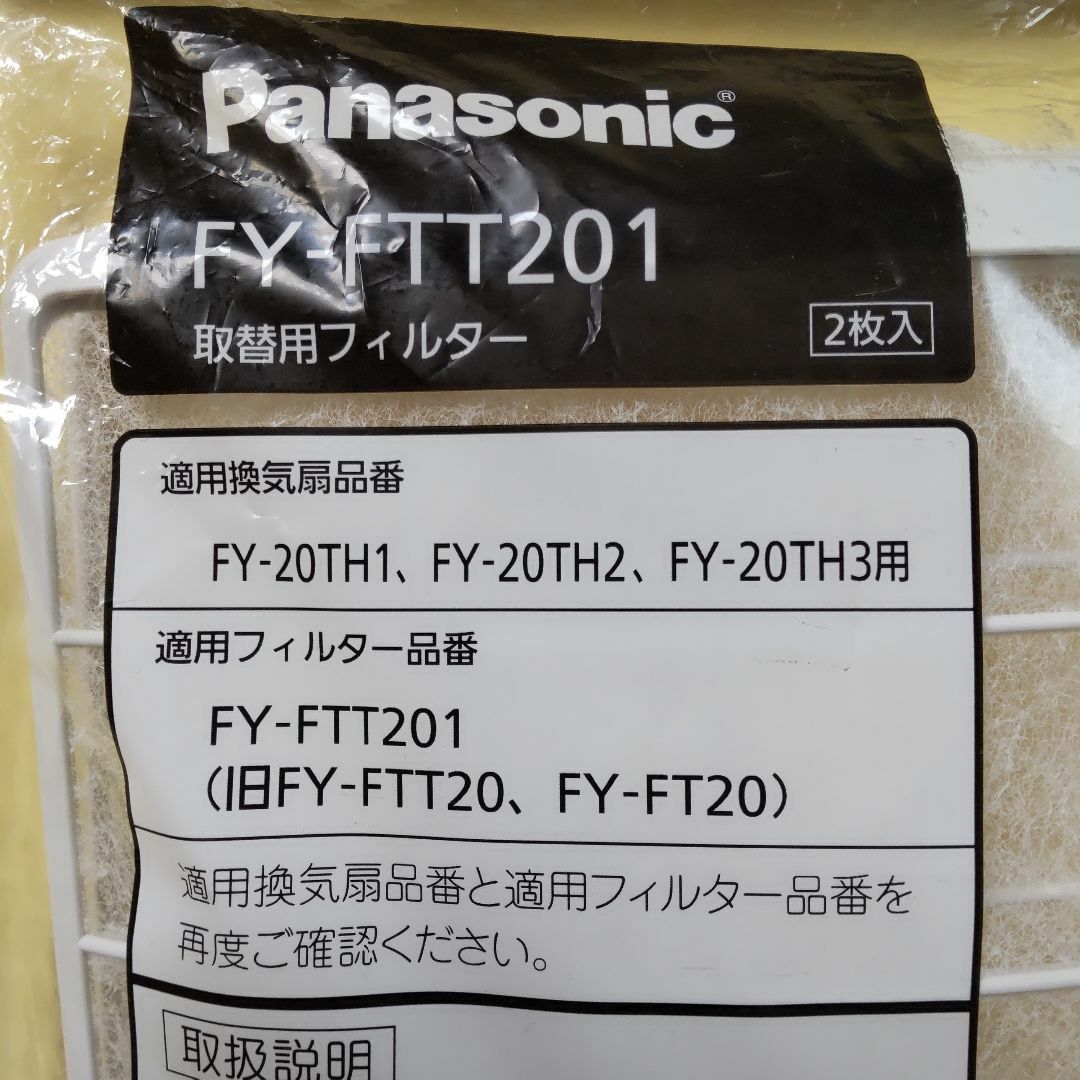 Panasonic®
FY-FTT201
取替用フィルター
2枚入
適用換気扇品番
FY-20TH1、FY-20TH2、FY-20TH3用
適用フィルター品番
FY-FTT201
(旧FY-FTT20、FY-FT20)
適用換気扇品番と適用フィルター品番を
再度ご確認ください。
取扱説明